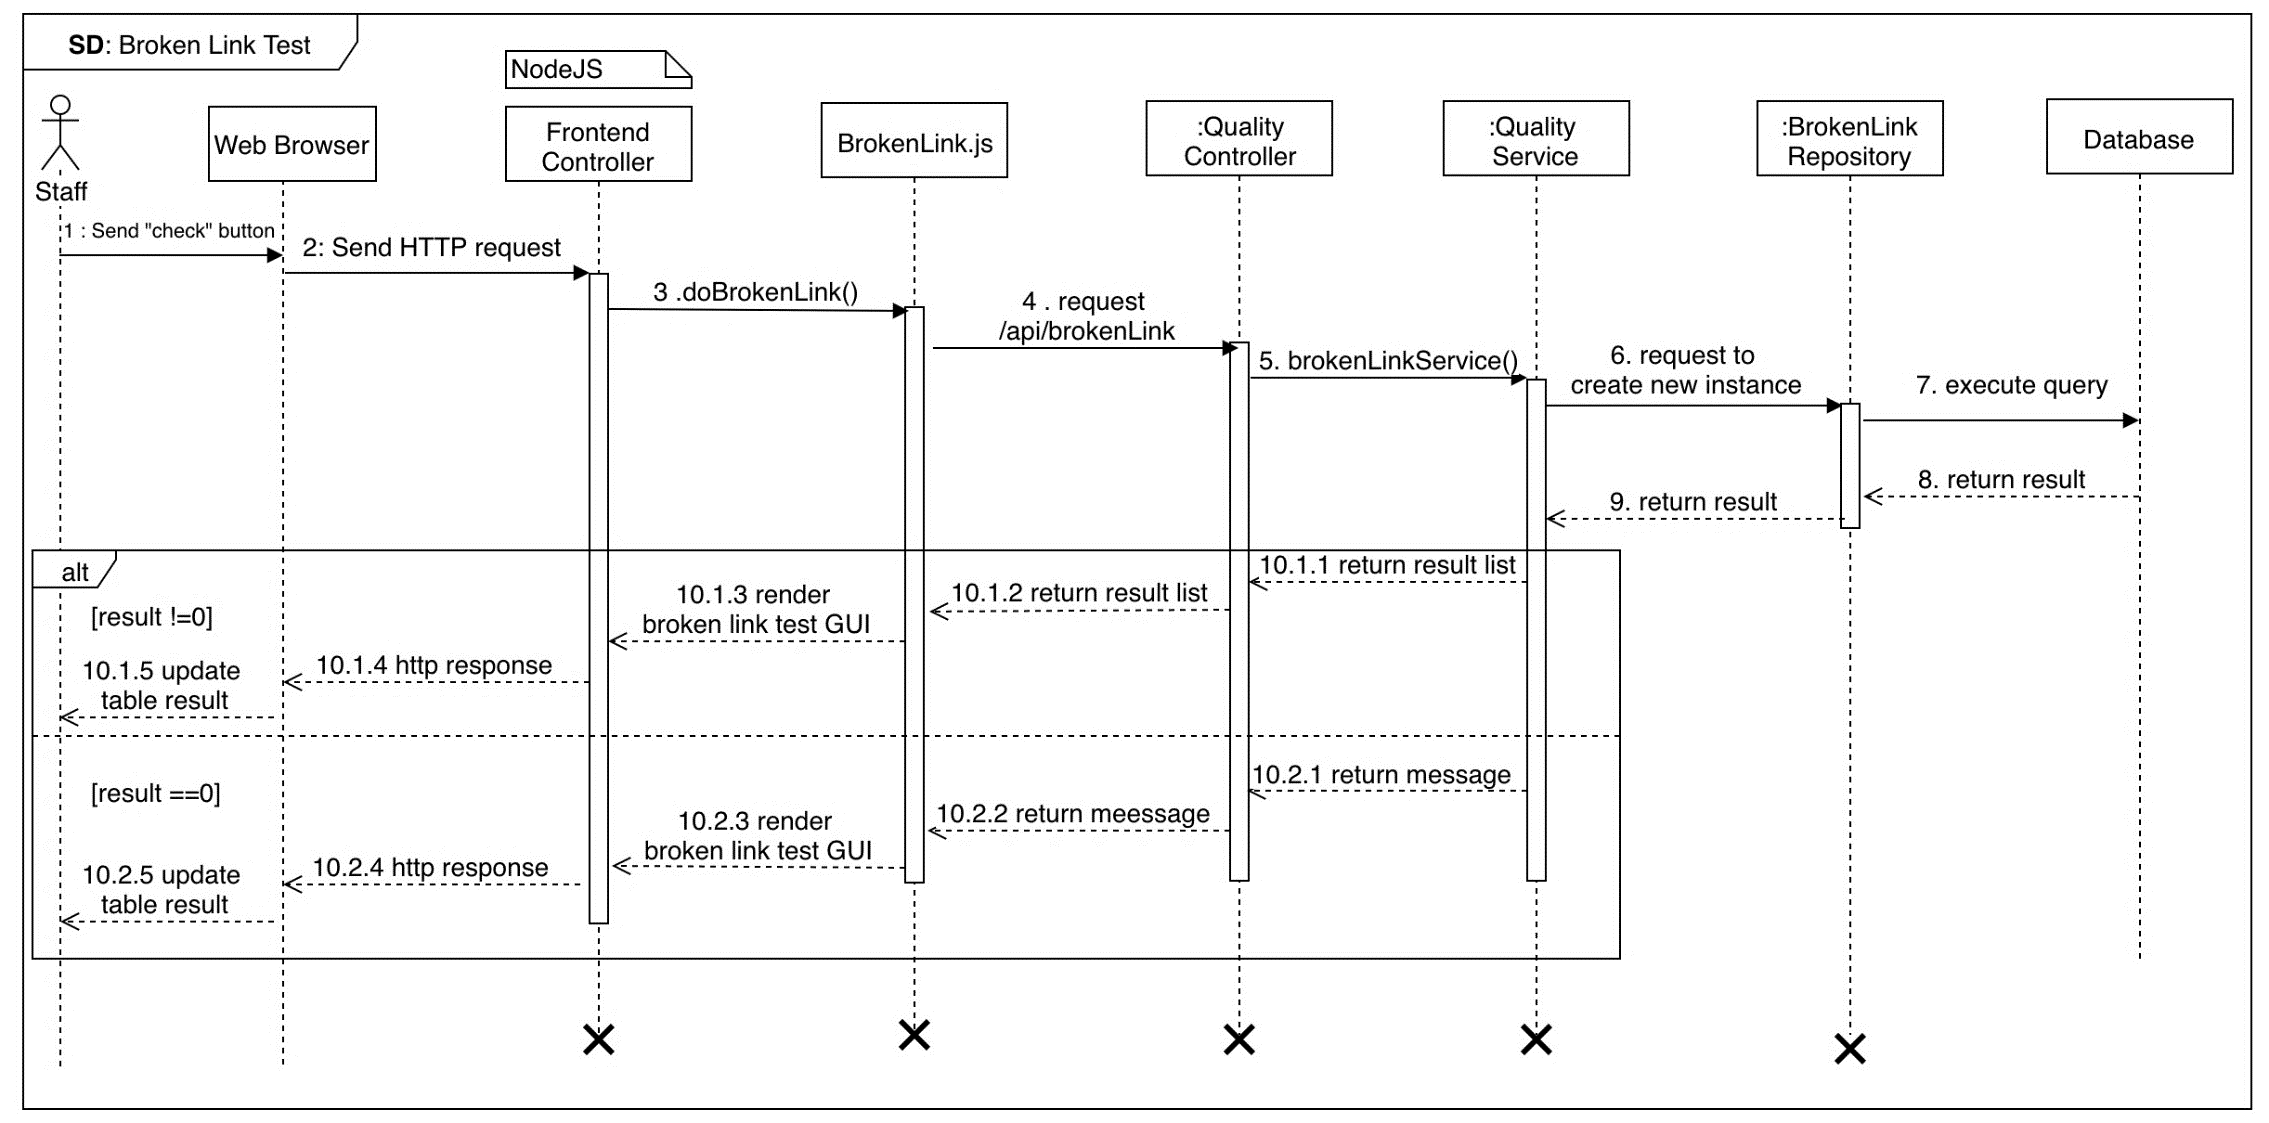 SD: Broken Link Test
NodeJS
Staff
Web Browser
Frontend
Controller
BrokenLink.js
:Quality
Controller
:Quality
Service
:BrokenLink
Repository
Database
1 : Send "check" button
2: Send HTTP request
3 .doBrokenLink()
4 . request
/api/brokenLink
5. brokenLinkService()
6. request to
create new instance
7. execute query
8. return result
9. return result
alt
[result !=0]
10.1.1 return result list
10.1.2 return result list
10.1.3 render
broken link test GUI
10.1.4 http response
10.1.5 update
table result
[result ==0]
10.2.1 return message
10.2.2 return meessage
10.2.3 render
broken link test GUI
10.2.4 http response
10.2.5 update
table result